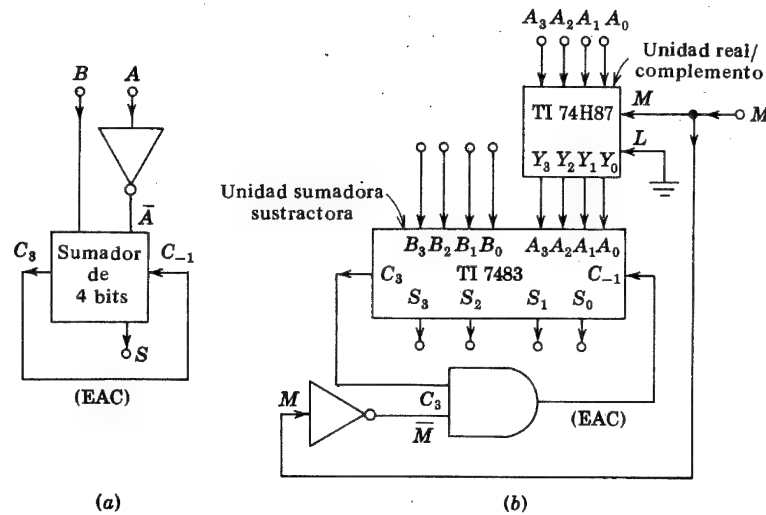 B A
A̅
C₃ Sumador de 4 bits C₋₁
S
(EAC)
(a)
A₃ A₂ A₁ A₀
Unidad real/
complemento
TI 74H87
M
M
L
Y₃ Y₂ Y₁ Y₀
Unidad sumadora
sustractora
B₃ B₂ B₁ B₀ A₃ A₂ A₁ A₀
C₃ TI 7483 C₋₁
S₃ S₂ S₁ S₀
M C₃
M̅
(EAC)
(b)